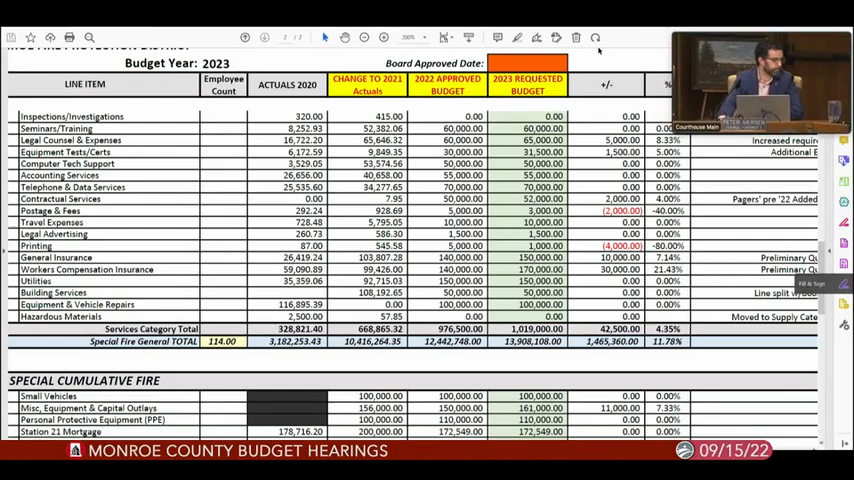 2 / 2
200%
Budget Year: 2023
Board Approved Date:
LINE ITEM Employee Count ACTUALS 2020 CHANGE TO 2021 Actuals 2022 APPROVED BUDGET 2023 REQUESTED BUDGET +/- %
Inspections/Investigations 320.00 415.00 0.00 0.00 0.00
Seminars/Training 8,252.93 52,382.06 60,000.00 60,000.00 0.00 0.00%
Legal Counsel & Expenses 16,722.20 65,646.32 60,000.00 65,000.00 5,000.00 8.33% Increased require
Equipment Tests/Certs 6,172.59 9,849.35 30,000.00 31,500.00 1,500.00 5.00% Additional E
Computer Tech Support 3,529.05 53,574.56 50,000.00 50,000.00 0.00 0.00%
Accounting Services 26,656.00 40,658.00 55,000.00 55,000.00 0.00 0.00%
Telephone & Data Services 25,535.60 34,277.65 70,000.00 70,000.00 0.00 0.00%
Contractual Services 0.00 7.95 50,000.00 52,000.00 2,000.00 4.00% Pagers' pre '22 Added
Postage & Fees 292.24 928.69 5,000.00 3,000.00 (2,000.00) -40.00%
Travel Expenses 728.48 5,795.05 10,000.00 10,000.00 0.00 0.00%
Legal Advertising 260.73 586.30 1,500.00 1,500.00 0.00 0.00%
Printing 87.00 545.58 5,000.00 1,000.00 (4,000.00) -80.00%
General Insurance 26,419.24 103,807.28 140,000.00 150,000.00 10,000.00 7.14% Preliminary Qu
Workers Compensation Insurance 59,090.89 99,426.00 140,000.00 170,000.00 30,000.00 21.43% Preliminary Qu
Utilities 35,359.06 92,715.03 150,000.00 150,000.00 0.00 0.00%
Building Services 108,192.65 50,000.00 50,000.00 0.00 0.00% Line split w/
Equipment & Vehicle Repairs 116,895.39 0.00 100,000.00 100,000.00 0.00 0.00%
Hazardous Materials 2,500.00 57.85 0.00 0.00 0.00 Moved to Supply Cate
Services Category Total 328,821.40 668,865.32 976,500.00 1,019,000.00 42,500.00 4.35%
Special Fire General TOTAL 114.00 3,182,253.43 10,416,264.35 12,442,748.00 13,908,108.00 1,465,360.00 11.78%
SPECIAL CUMULATIVE FIRE
Small Vehicles 100,000.00 100,000.00 100,000.00 0.00 0.00%
Misc, Equipment & Capital Outlays 156,000.00 150,000.00 161,000.00 11,000.00 7.33%
Personal Protective Equipment (PPE) 100,000.00 110,000.00 110,000.00 0.00 0.00%
Station 21 Mortgage 178,716.20 200,000.00 172,549.00 172,549.00 0.00 0.00%
PETER IVERSEN
Courthouse Main
Fill & Sign
MONROE COUNTY BUDGET HEARINGS
09/15/22